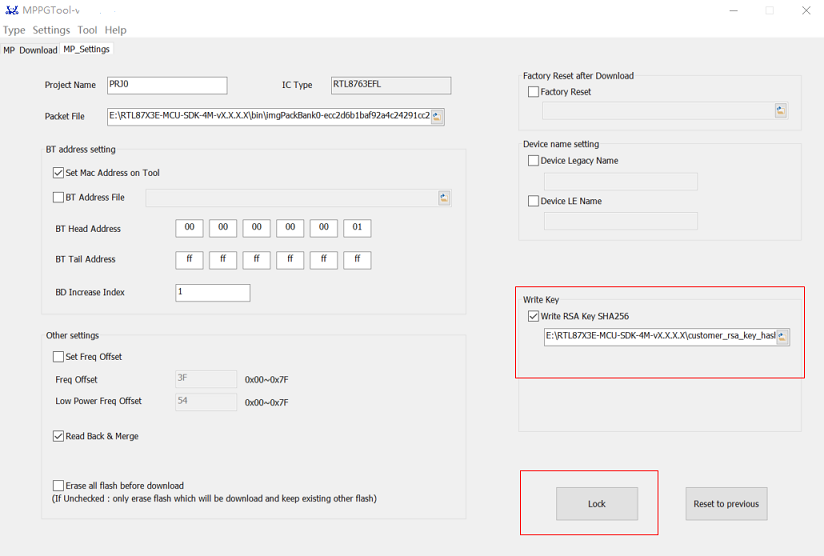 MPPGTool-v
Type Settings Tool Help
MP Download MP_Settings
Project Name PRJ0 IC Type RTL8763EFL
Packet File E:\RTL87X3E-MCU-SDK-4M-vX.X.X.X\bin\ImgPackBank0-ecc2d6b1baf92a4c24291cc2
BT address setting
Set Mac Address on Tool
BT Address File
BT Head Address 00 00 00 00 00 01
BT Tail Address ff ff ff ff ff ff
BD Increase Index 1
Other settings
Set Freq Offset
Freq Offset 3F 0x00~0x7F
Low Power Freq Offset 54 0x00~0x7F
Read Back & Merge
Erase all flash before download
(If Unchecked : only erase flash which will be download and keep existing other flash)
Factory Reset after Download
Factory Reset
Device name setting
Device Legacy Name
Device LE Name
Write Key
Write RSA Key SHA256
E:\RTL87X3E-MCU-SDK-4M-vX.X.X.X\customer_rsa_key_hasl
Lock Reset to previous